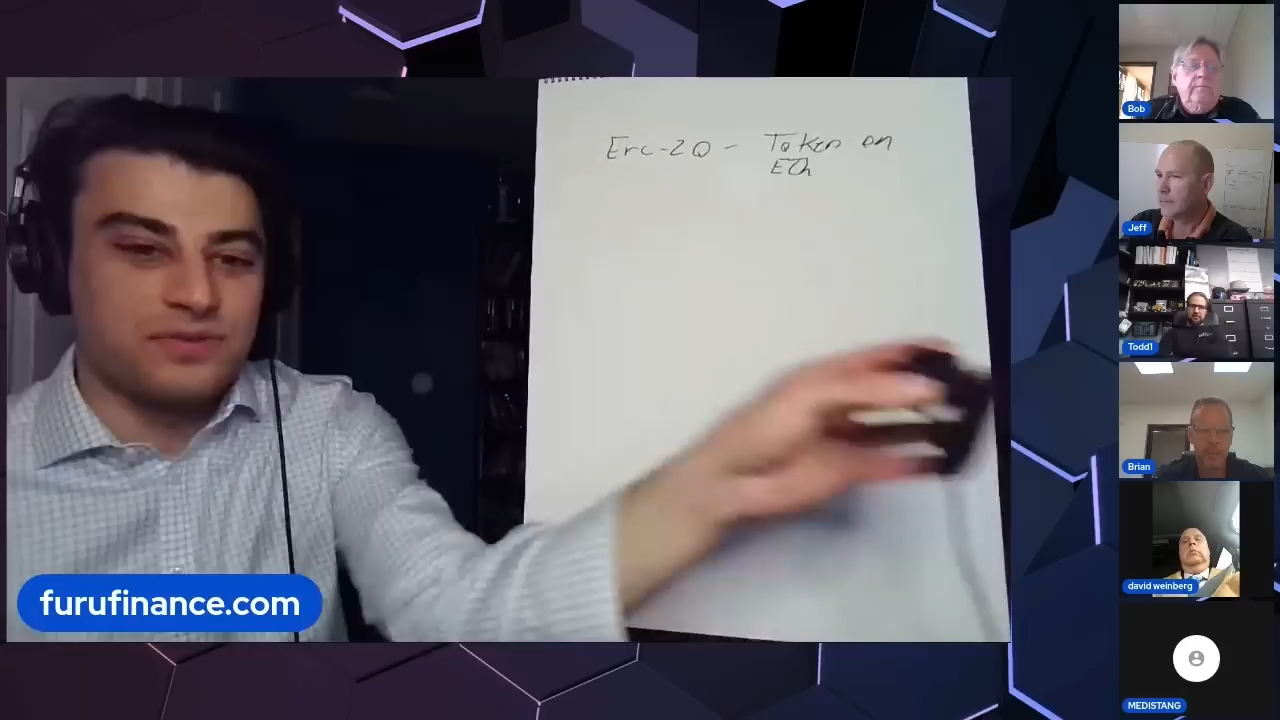 Erc-20 - Token on
ETh
furufinance.com
Bob
Jeff
Todd1
Brian
david weinberg
MEDISTANG